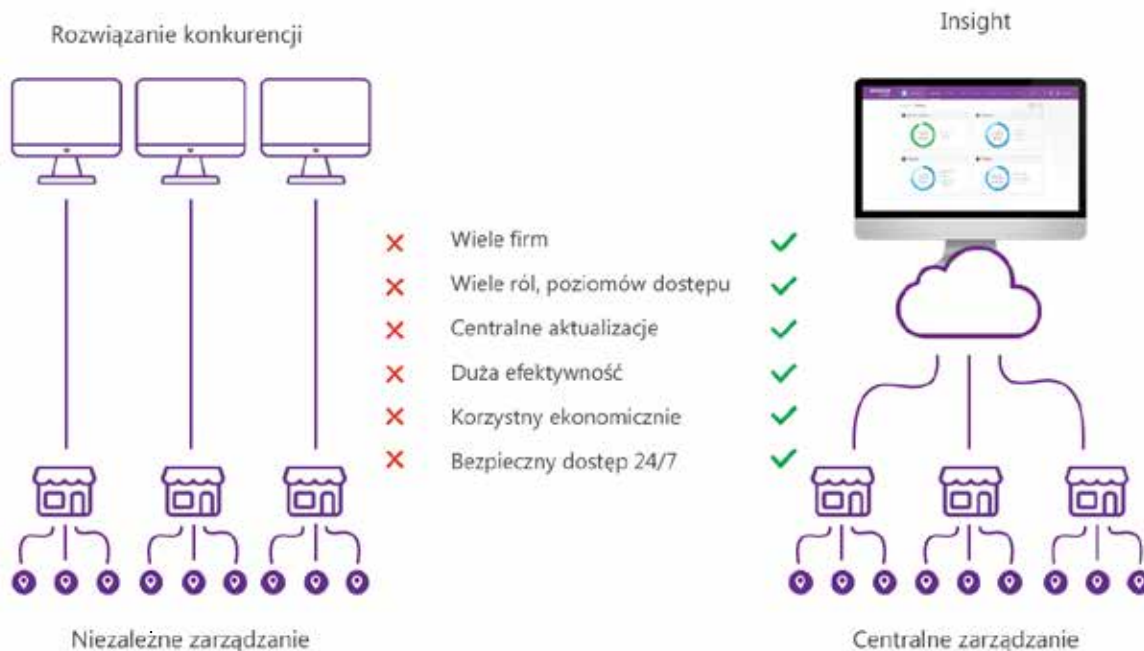 Rozwiązanie konkurencji
Insight
Wiele firm
Wiele ról, poziomów dostępu
Centralne aktualizacje
Duża efektywność
Korzystny ekonomicznie
Bezpieczny dostęp 24/7
Niezależne zarządzanie
Centralne zarządzanie